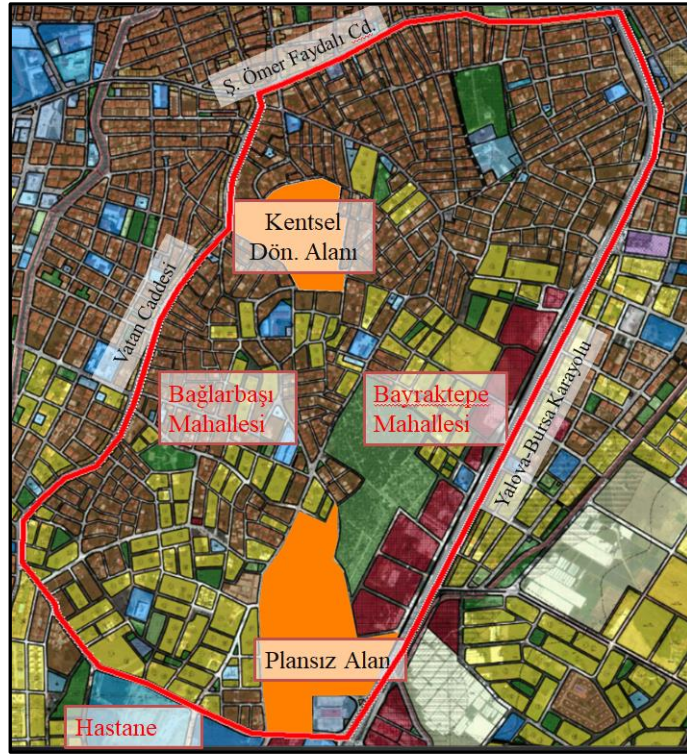 Ş. Ömer Faydalı Cd.
Kentsel
Dön. Alanı
Vatan Caddesi
Bağlarbaşı
Mahallesi
Bayraktepe
Mahallesi
Yalova-Bursa Karayolu
Plansız Alan
Hastane